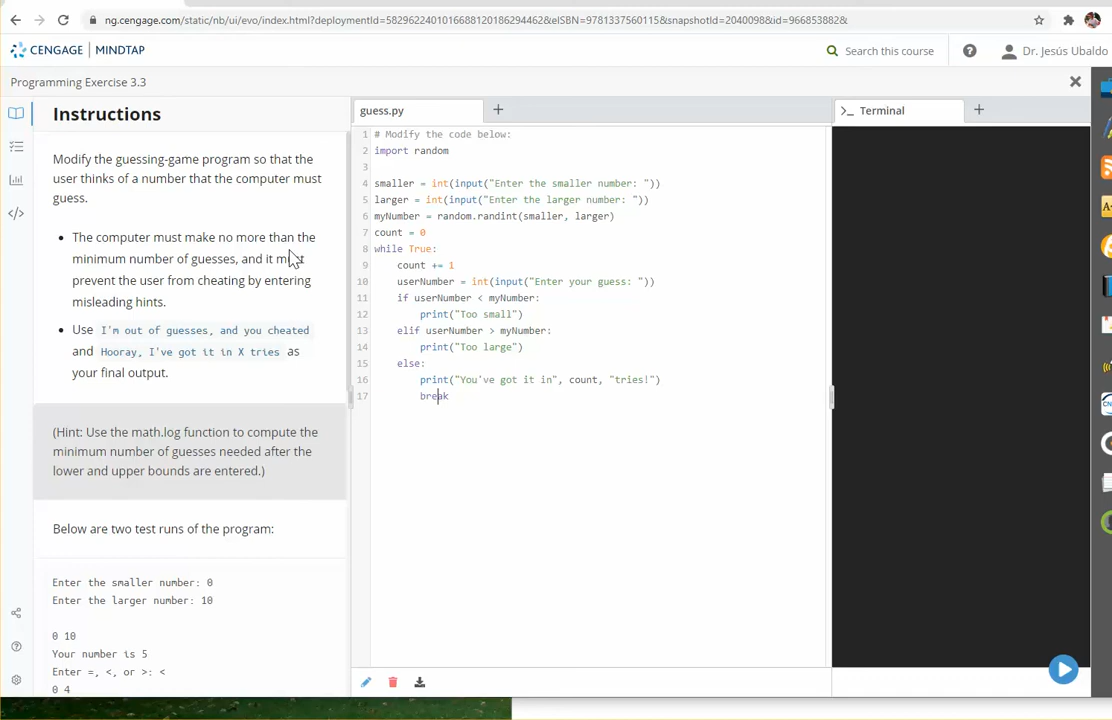 ng.cengage.com/static/nb/ui/evo/index.html?deploymentId=5829622401016688120186294462&eISBN=9781337560115&snapshotId=2040098&id=966853882&
CENGAGE | MINDTAP
Search this course
Dr. Jesús Ubaldo
Programming Exercise 3.3
Instructions
Modify the guessing-game program so that the
user thinks of a number that the computer must
guess.
• The computer must make no more than the
minimum number of guesses, and it must
prevent the user from cheating by entering
misleading hints.
• Use I'm out of guesses, and you cheated
and Hooray, I've got it in X tries as
your final output.
(Hint: Use the math.log function to compute the
minimum number of guesses needed after the
lower and upper bounds are entered.)
Below are two test runs of the program:
Enter the smaller number: 0
Enter the larger number: 10
0 10
Your number is 5
Enter =, <, or >: <
0 4
guess.py
1 # Modify the code below:
2 import random
3
4 smaller = int(input("Enter the smaller number: "))
5 larger = int(input("Enter the larger number: "))
6 myNumber = random.randint(smaller, larger)
7 count = 0
8 while True:
9     count += 1
10     userNumber = int(input("Enter your guess: "))
11     if userNumber < myNumber:
12         print("Too small")
13     elif userNumber > myNumber:
14         print("Too large")
15     else:
16         print("You've got it in", count, "tries!")
17         break
>_ Terminal